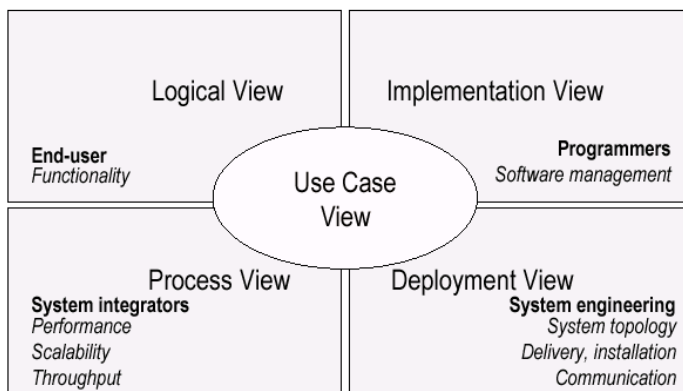 Logical View
End-user
Functionality
Implementation View
Programmers
Software management
Use Case
View
Process View
System integrators
Performance
Scalability
Throughput
Deployment View
System engineering
System topology
Delivery, installation
Communication